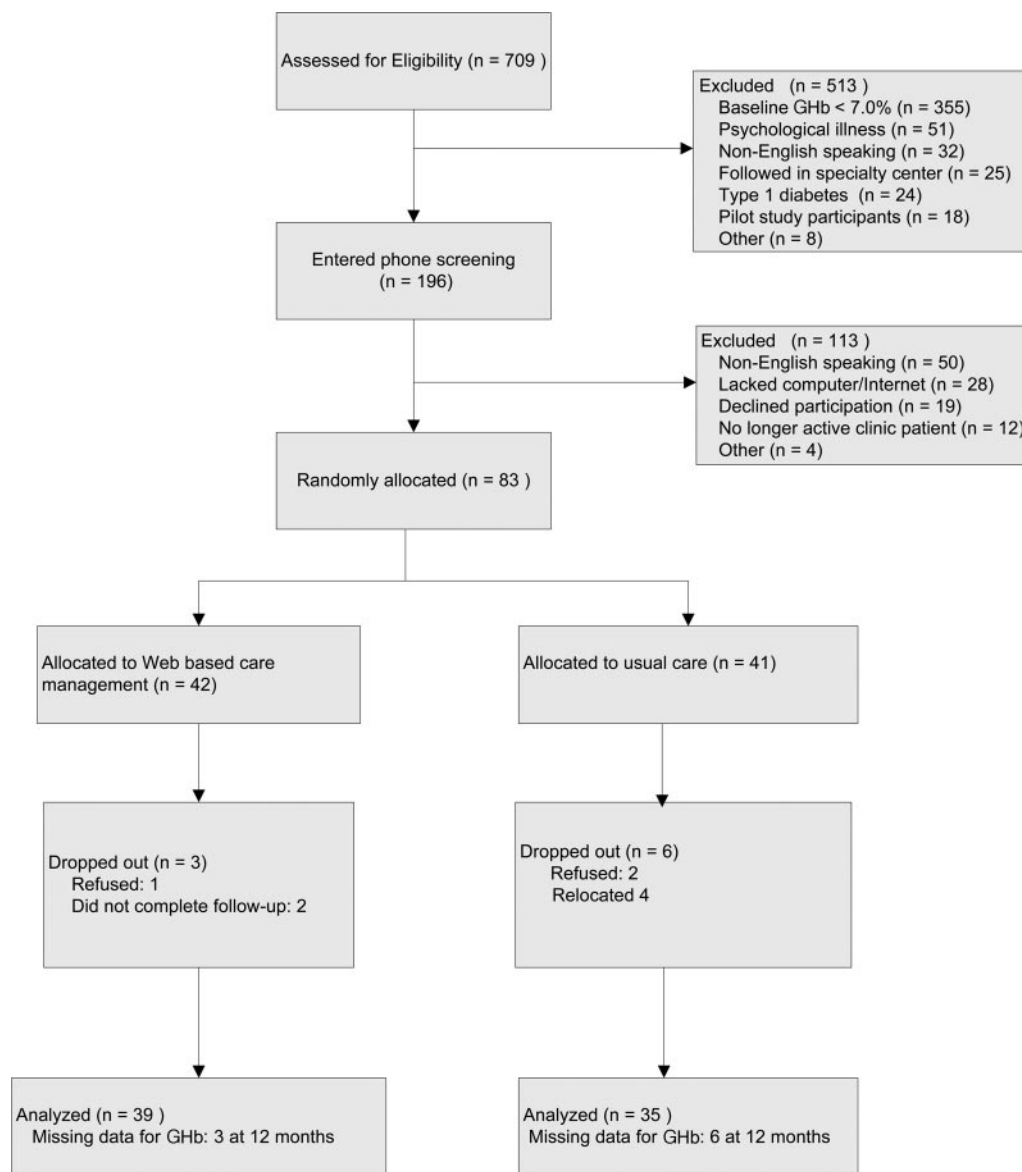 Assessed for Eligibility (n = 709 )
Excluded (n = 513 )
Baseline GHb < 7.0% (n = 355)
Psychological illness (n = 51)
Non-English speaking (n = 32)
Followed in specialty center (n = 25)
Type 1 diabetes (n = 24)
Pilot study participants (n = 18)
Other (n = 8)
Entered phone screening
(n = 196)
Excluded (n = 113 )
Non-English speaking (n = 50)
Lacked computer/Internet (n = 28)
Declined participation (n = 19)
No longer active clinic patient (n = 12)
Other (n = 4)
Randomly allocated (n = 83 )
Allocated to Web based care
management (n = 42)
Allocated to usual care (n = 41)
Dropped out (n = 3)
Refused: 1
Did not complete follow-up: 2
Dropped out (n = 6)
Refused: 2
Relocated 4
Analyzed (n = 39 )
Missing data for GHb: 3 at 12 months
Analyzed (n = 35 )
Missing data for GHb: 6 at 12 months